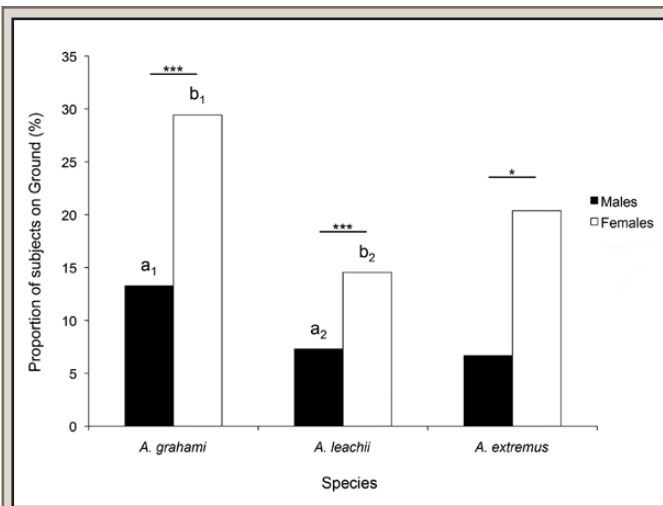 Proportion of subjects on Ground (%)
35
30
25
20
15
10
5
0
***
b1
a1
***
b2
a2
*
Males
Females
A. grahami
A. leachii
A. extremus
Species